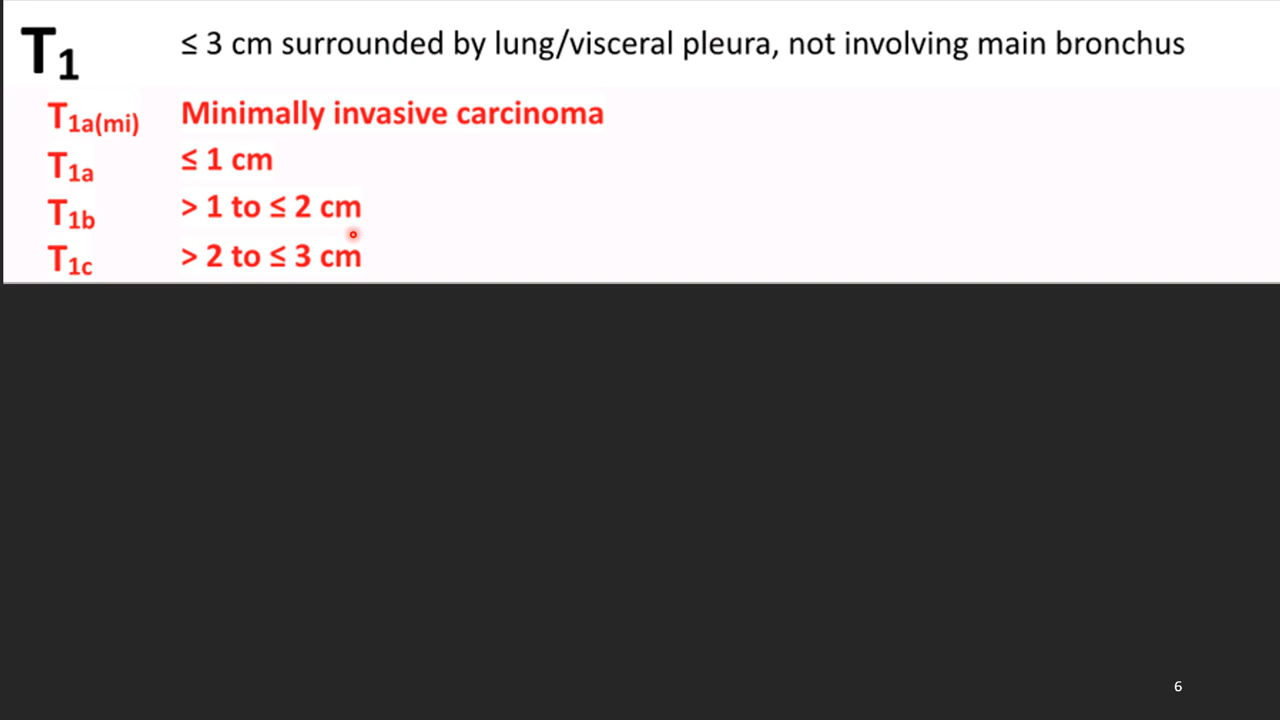 T1 ≤ 3 cm surrounded by lung/visceral pleura, not involving main bronchus
T1a(mi) Minimally invasive carcinoma
T1a ≤ 1 cm
T1b > 1 to ≤ 2 cm
T1c > 2 to ≤ 3 cm
6